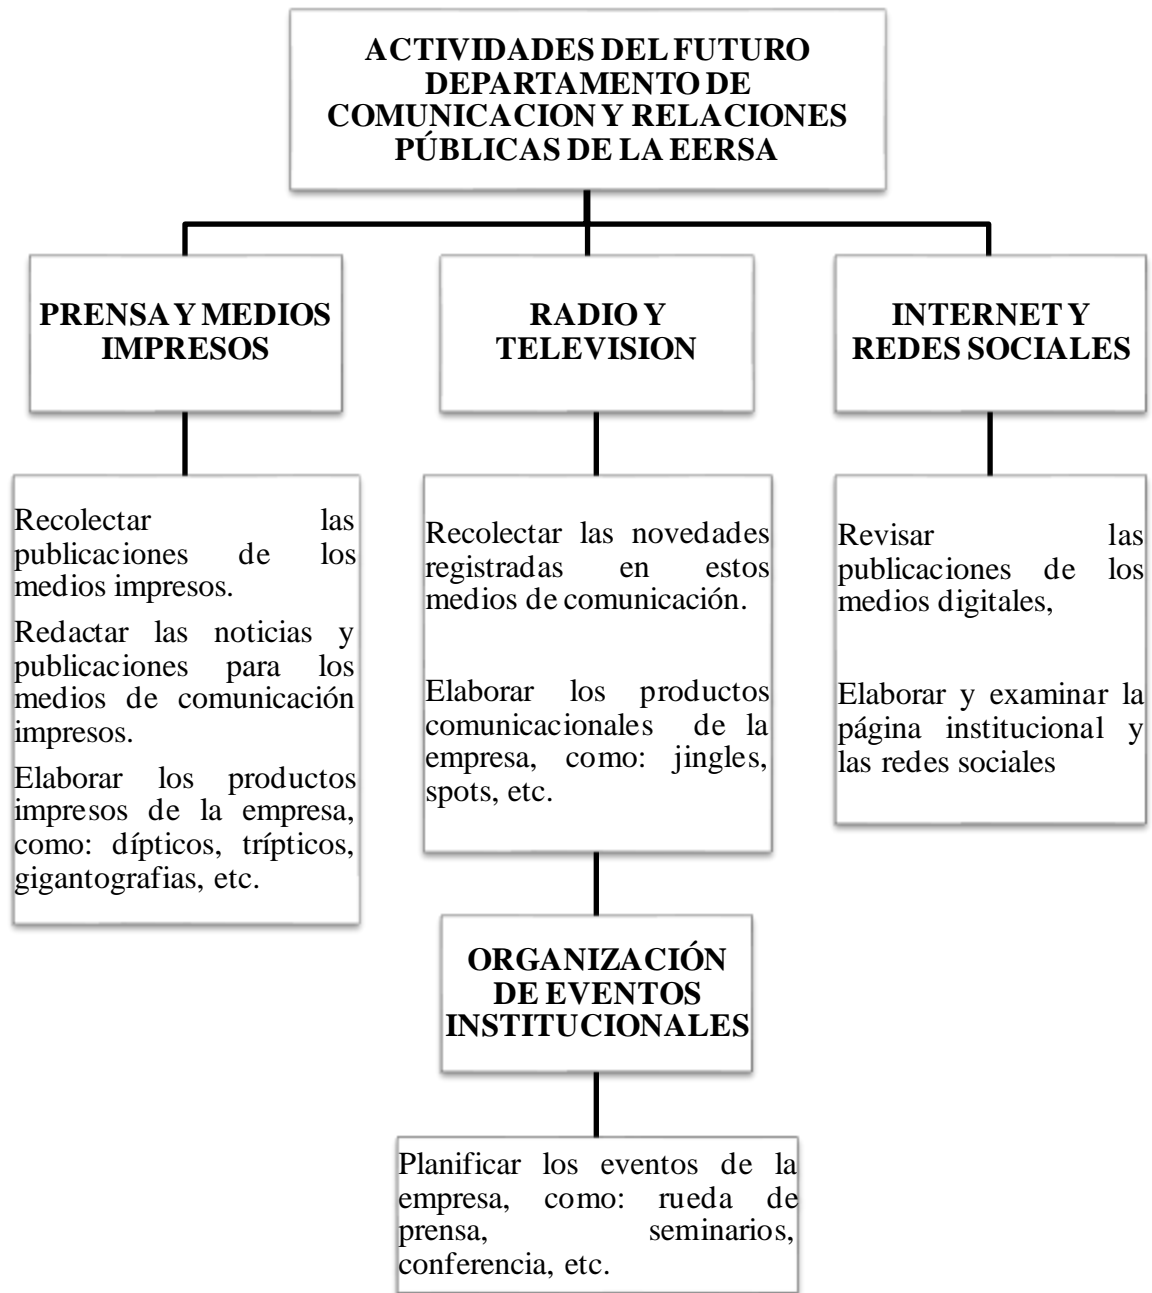 ACTIVIDADES DEL FUTURO
DEPARTAMENTO DE
COMUNICACION Y RELACIONES
PÚBLICAS DE LA EERSA
PRENSA Y MEDIOS
IMPRESOS
RADIO Y
TELEVISION
INTERNET Y
REDES SOCIALES
Recolectar las
publicaciones de los
medios impresos.
Redactar las noticias y
publicaciones para los
medios de comunicación
impresos.
Elaborar los productos
impresos de la empresa,
como: dípticos, trípticos,
gigantografias, etc.
Recolectar las novedades
registradas en estos
medios de comunicación.
Elaborar los productos
comunicacionales de la
empresa, como: jingles,
spots, etc.
Revisar las
publicaciones de los
medios digitales,
Elaborar y examinar la
página institucional y
las redes sociales
ORGANIZACIÓN
DE EVENTOS
INSTITUCIONALES
Planificar los eventos de la
empresa, como: rueda de
prensa, seminarios,
conferencia, etc.